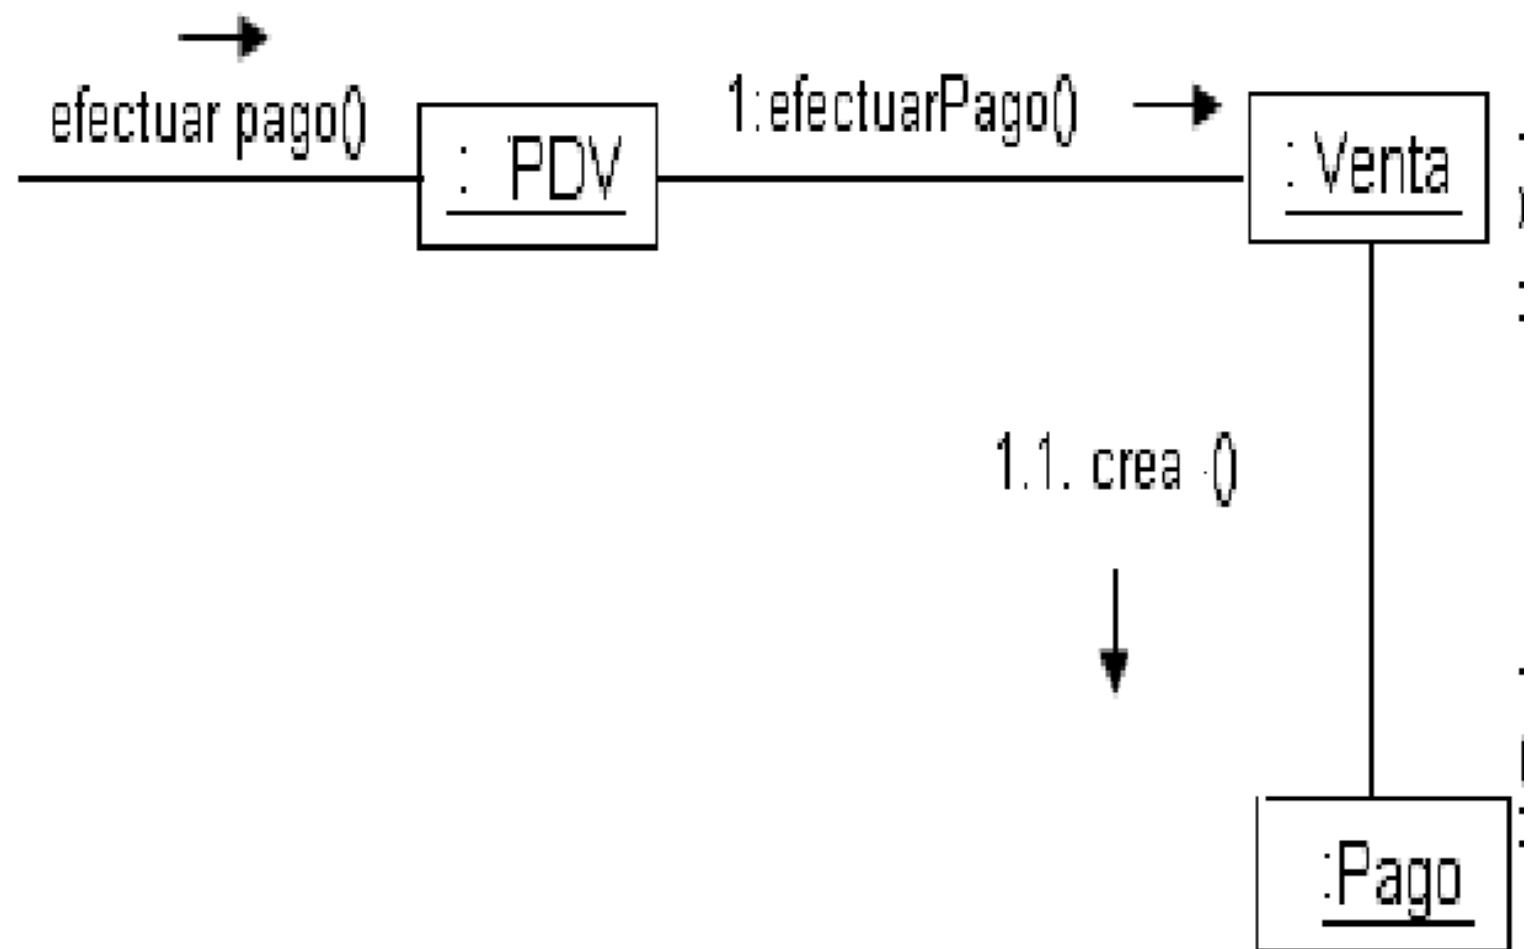 efectuar pago()
: PDV
1:efectuarPago()
: Venta
1.1. crea ()
:Pago